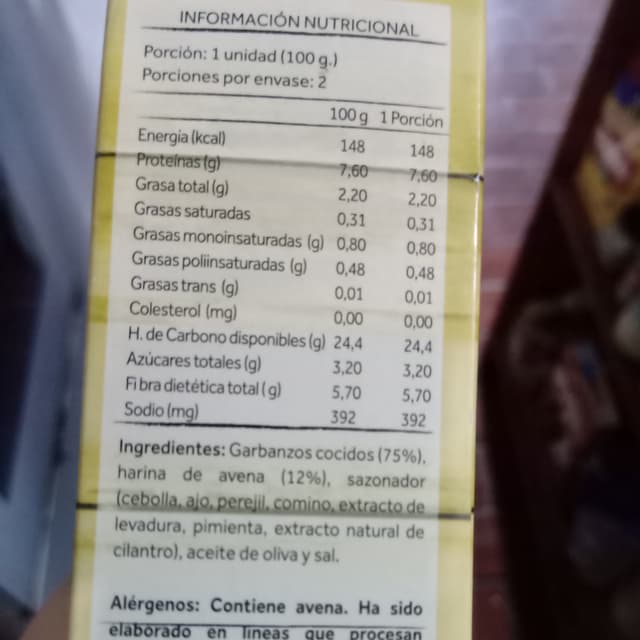 INFORMACIÓN NUTRICIONAL
Porción: 1 unidad (100 g.)
Porciones por envase: 2
100 g 1 Porción
Energía (kcal) 148 148
Proteínas (g) 7,60 7,60
Grasa total (g) 2,20 2,20
Grasas saturadas 0,31 0,31
Grasas monoinsaturadas (g) 0,80 0,80
Grasas poliinsaturadas (g) 0,48 0,48
Grasas trans (g) 0,01 0,01
Colesterol (mg) 0,00 0,00
H. de Carbono disponibles (g) 24,4 24,4
Azúcares totales (g) 3,20 3,20
Fibra dietética total (g) 5,70 5,70
Sodio (mg) 392 392
Ingredientes: Garbanzos cocidos (75%),
harina de avena (12%), sazonador
(cebolla, ajo, perejil, comino, extracto de
levadura, pimienta, extracto natural de
cilantro), aceite de oliva y sal.
Alérgenos: Contiene avena. Ha sido
elaborado en líneas que procesan